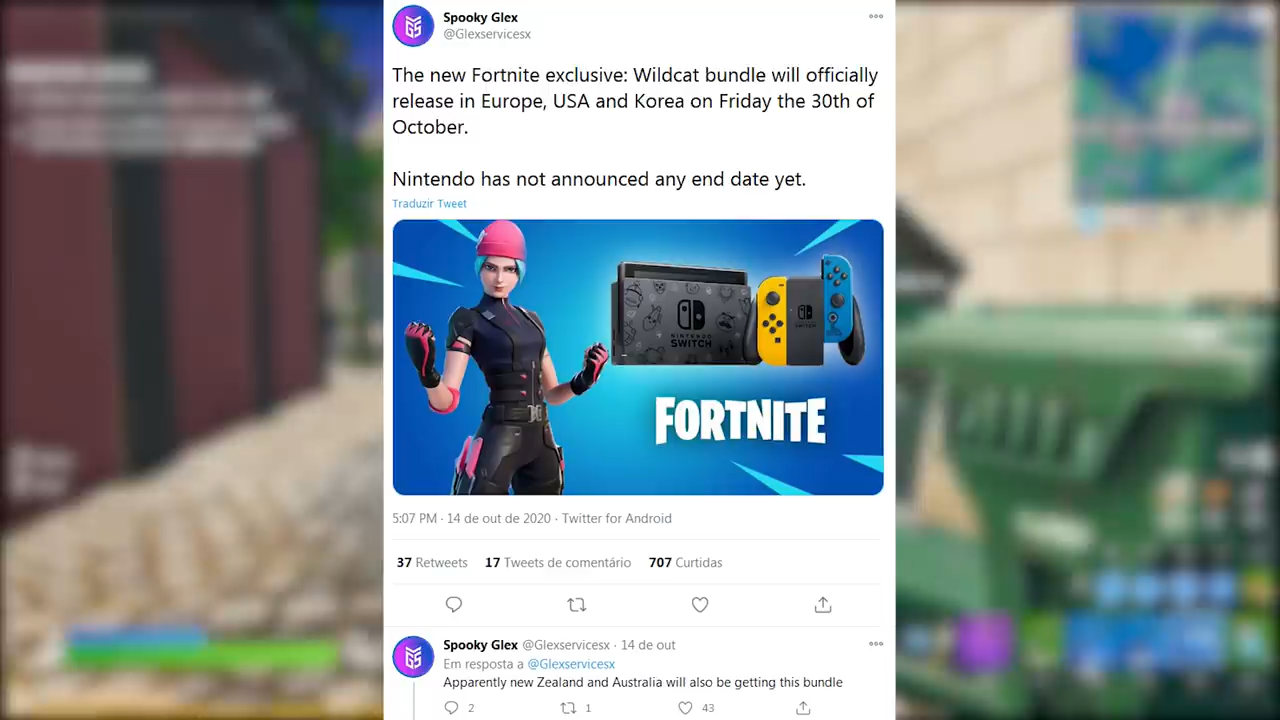 Spooky Glex
@Glexservicesx
The new Fortnite exclusive: Wildcat bundle will officially
release in Europe, USA and Korea on Friday the 30th of
October.
Nintendo has not announced any end date yet.
Traduzir Tweet
NINTENDO
SWITCH
SWITCH
FORTNITE
5:07 PM · 14 de out de 2020 · Twitter for Android
37 Retweets 17 Tweets de comentário 707 Curtidas
Spooky Glex @Glexservicesx · 14 de out
Em resposta a @Glexservicesx
Apparently new Zealand and Australia will also be getting this bundle
2 1 43